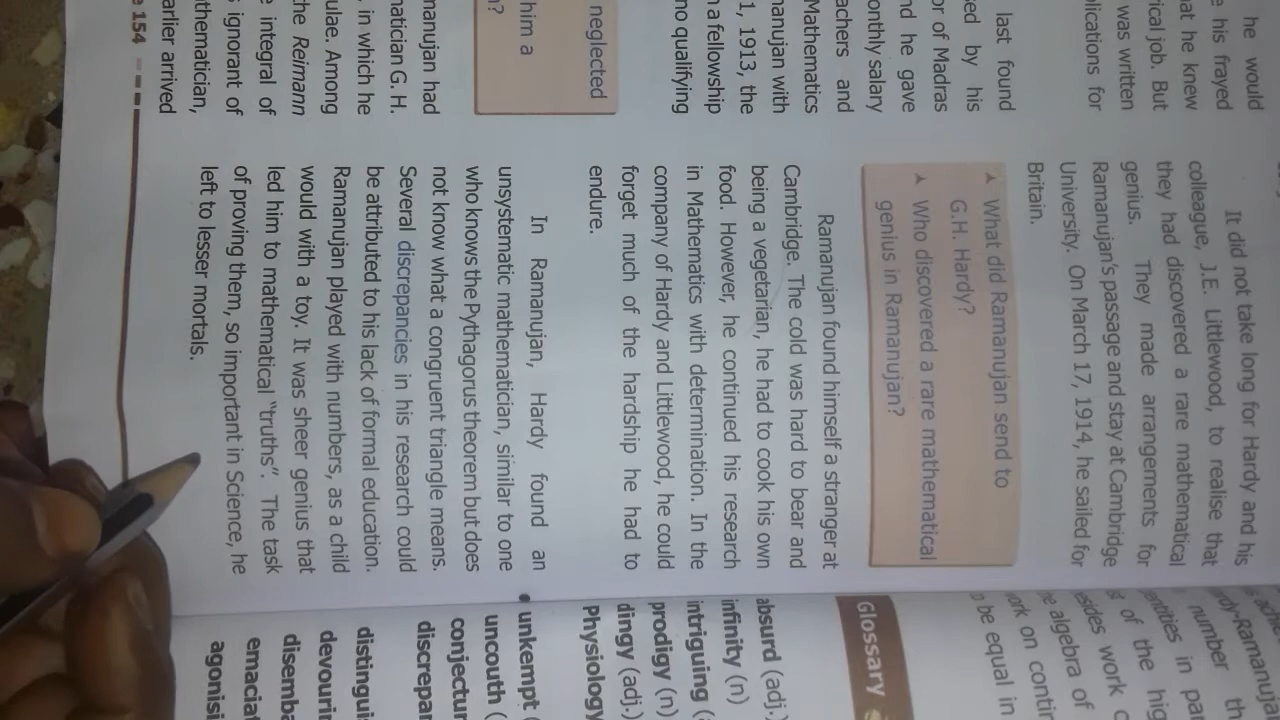 he would
his frayed
at he knew
ical job. But
was written
lications for
last found
ed by his
or of Madras
nd he gave
onthly salary
achers and
Mathematics
manujan with
1, 1913, the
a fellowship
no qualifying
neglected
him a
?
manujan had
matician G. H.
in which he
ulae. Among
the Reimann
integral of
ignorant of
thematician,
arlier arrived
154
It did not take long for Hardy and his
colleague, J.E. Littlewood, to realise that
they had discovered a rare mathematical
genius. They made arrangements for
Ramanujan's passage and stay at Cambridge
University. On March 17, 1914, he sailed for
Britain.
➢ What did Ramanujan send to
G.H. Hardy?
➢ Who discovered a rare mathematical
genius in Ramanujan?
Ramanujan found himself a stranger at
Cambridge. The cold was hard to bear and
being a vegetarian, he had to cook his own
food. However, he continued his research
in Mathematics with determination. In the
company of Hardy and Littlewood, he could
forget much of the hardship he had to
endure.
In Ramanujan, Hardy found an
unsystematic mathematician, similar to one
who knows the Pythagorus theorem but does
not know what a congruent triangle means.
Several discrepancies in his research could
be attributed to his lack of formal education.
Ramanujan played with numbers, as a child
would with a toy. It was sheer genius that
led him to mathematical "truths". The task
of proving them, so important in Science, he
left to lesser mortals.
rdy-Ramanuja
number th
entities in pa
st of the hig
esides work
e algebra of
ork on contin
be equal in
Glossary
absurd (adj.)
infinity (n)
intriguing (
prodigy (n)
dingy (adj.)
Physiology
• unkempt (
uncouth (
conjectur
discrepan
distingui
devourin
disemba
emaciat
agonisi